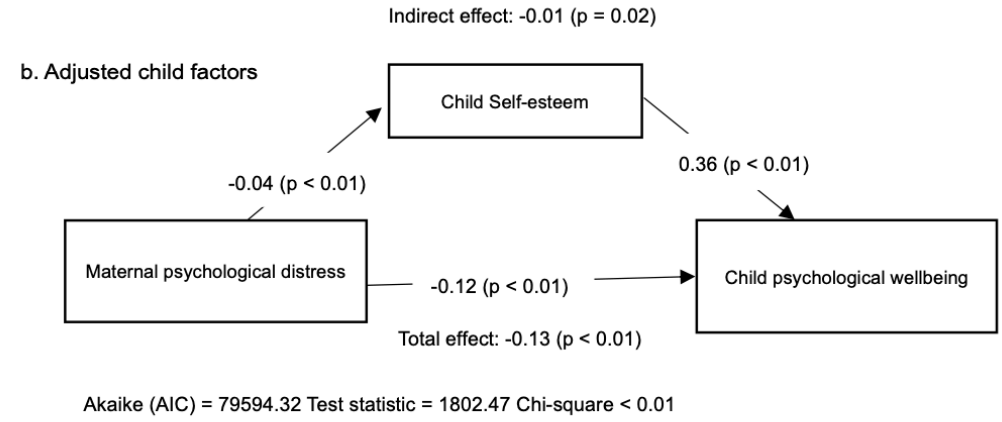 Indirect effect: -0.01 (p = 0.02)
b. Adjusted child factors
Child Self-esteem
0.36 (p < 0.01)
-0.04 (p < 0.01)
Maternal psychological distress
-0.12 (p < 0.01)
Child psychological wellbeing
Total effect: -0.13 (p < 0.01)
Akaike (AIC) = 79594.32 Test statistic = 1802.47 Chi-square < 0.01